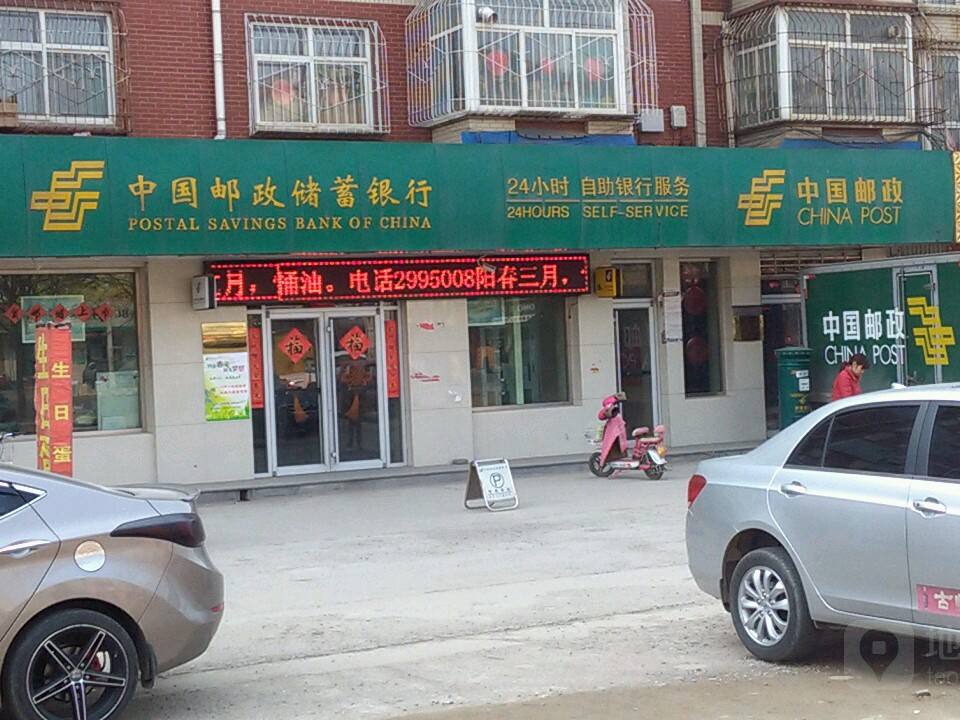 中国邮政储蓄银行
POSTAL SAVINGS BANK OF CHINA
24小时 自助银行服务
24HOURS SELF-SERVICE
中国邮政
CHINA POST
月，桶油。电话2995008阳春三月，
福
福
中国邮政
CHINA POST
生日蛋
P
古
地